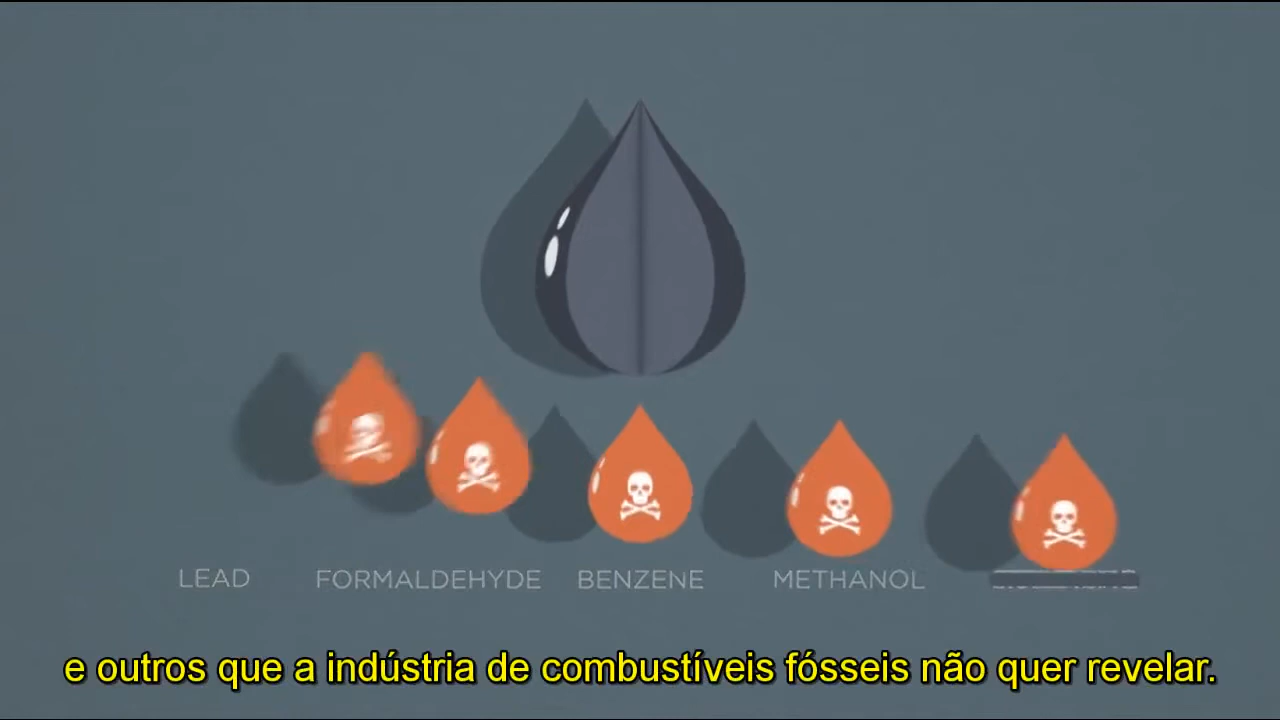 LEAD FORMALDEHYDE BENZENE METHANOL
e outros que a indústria de combustíveis fósseis não quer revelar.